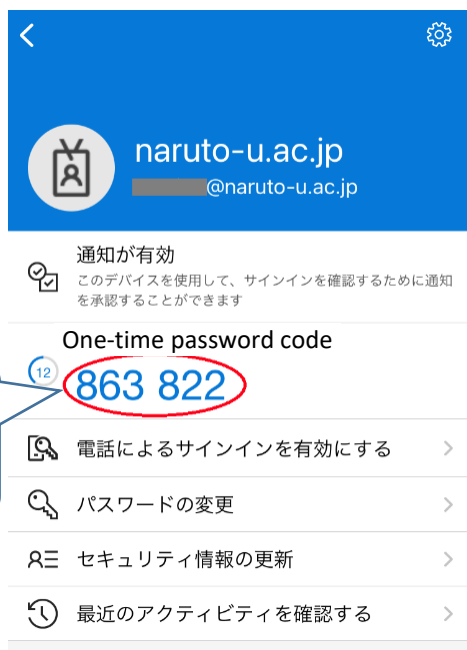 naruto-u.ac.jp
@naruto-u.ac.jp
通知が有効
このデバイスを使用して、サインインを確認するために通知
を承認することができます
One-time password code
12
863 822
電話によるサインインを有効にする
パスワードの変更
セキュリティ情報の更新
最近のアクティビティを確認する